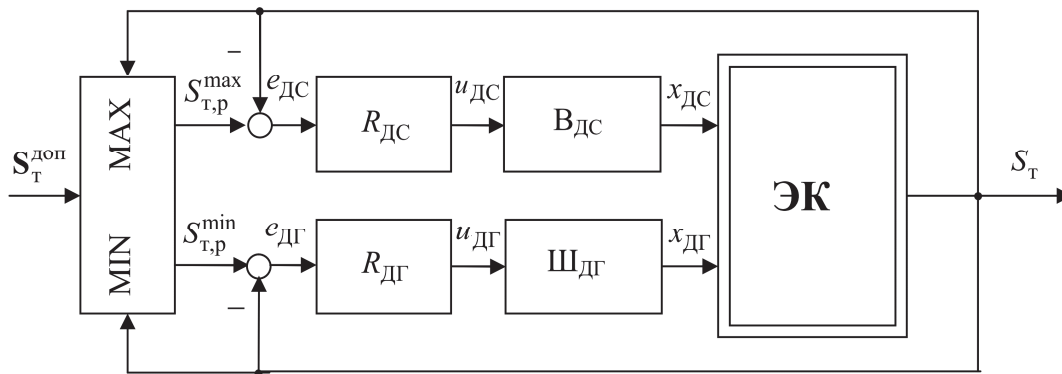 S_т^доп
MAX
MIN
S_т,р^max
–
e_ДС
R_ДС
u_ДС
В_ДС
x_ДС
S_т,р^min
–
e_ДГ
R_ДГ
u_ДГ
Ш_ДГ
x_ДГ
ЭК
S_т